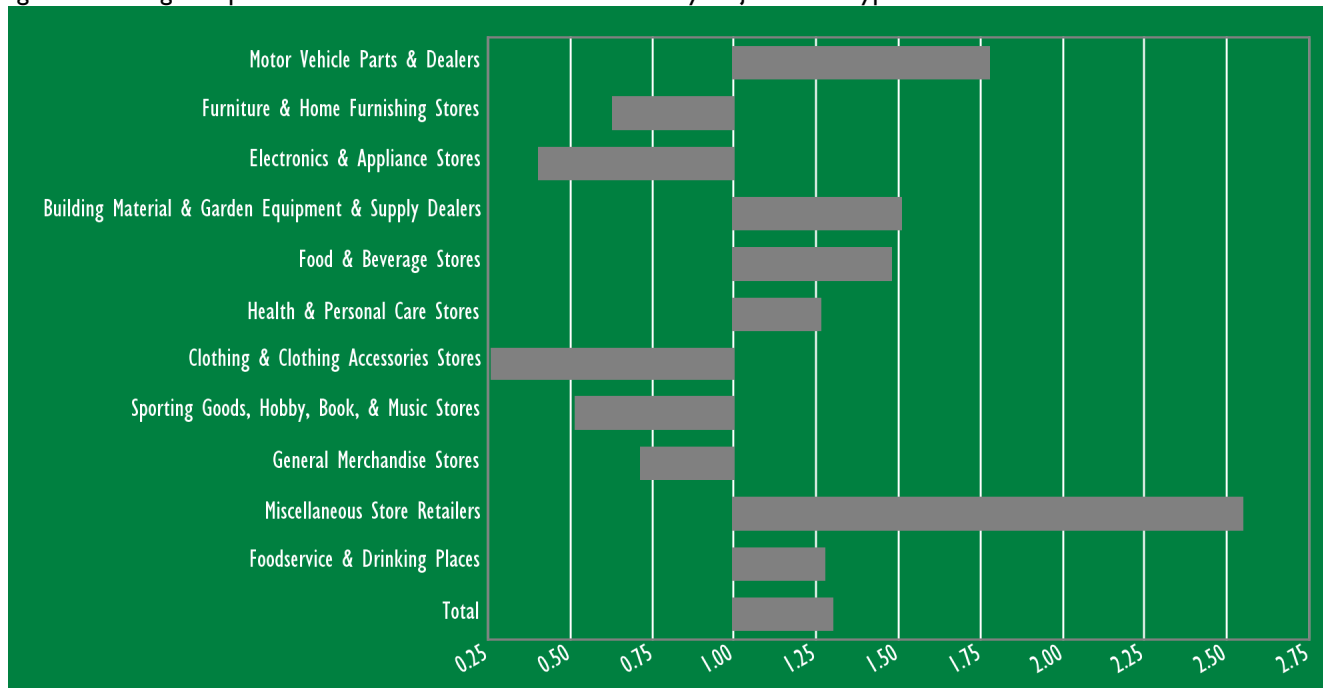 Motor Vehicle Parts & Dealers
Furniture & Home Furnishing Stores
Electronics & Appliance Stores
Building Material & Garden Equipment & Supply Dealers
Food & Beverage Stores
Health & Personal Care Stores
Clothing & Clothing Accessories Stores
Sporting Goods, Hobby, Book, & Music Stores
General Merchandise Stores
Miscellaneous Store Retailers
Foodservice & Drinking Places
Total
0.25 0.50 0.75 1.00 1.25 1.50 1.75 2.00 2.25 2.50 2.75